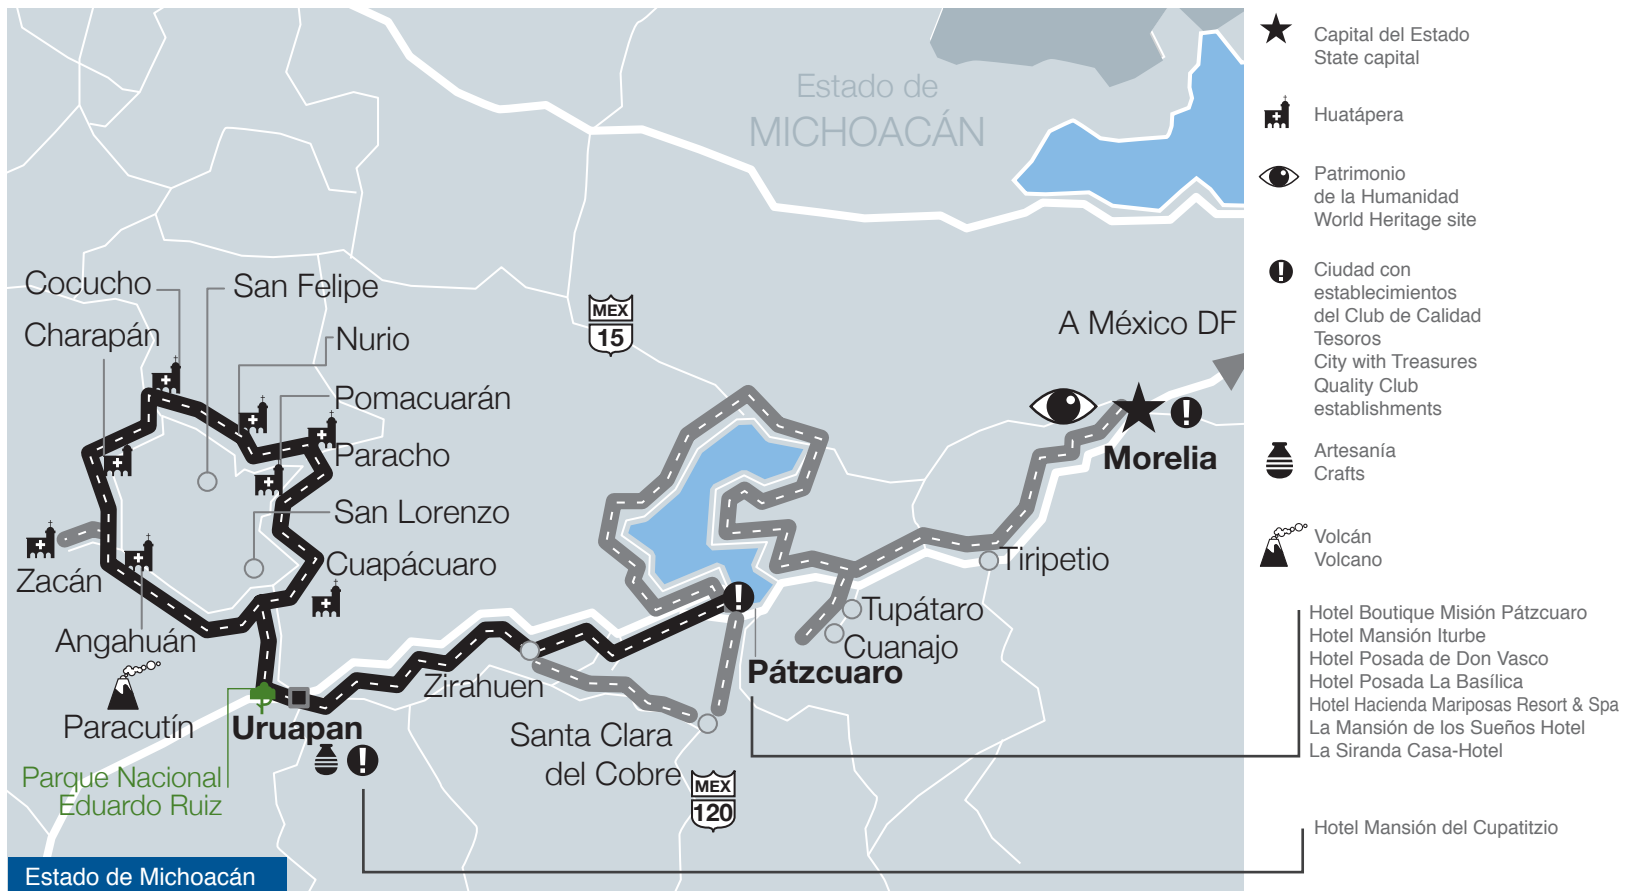 Estado de
MICHOACÁN
Cocucho
San Felipe
Charapán
Nurio
MEX
15
A México DF
Pomacuarán
Paracho
Morelia
San Lorenzo
Cuapácuaro
Zacán
Tiripetio
Angahuán
Tupátaro
Cuanajo
Zirahuen
Pátzcuaro
Paracutín
Uruapan
Santa Clara
del Cobre
Parque Nacional
Eduardo Ruiz
MEX
120
Estado de Michoacán
Capital del Estado
State capital
Huatápera
Patrimonio
de la Humanidad
World Heritage site
Ciudad con
establecimientos
del Club de Calidad
Tesoros
City with Treasures
Quality Club
establishments
Artesanía
Crafts
Volcán
Volcano
Hotel Boutique Misión Pátzcuaro
Hotel Mansión Iturbe
Hotel Posada de Don Vasco
Hotel Posada La Basílica
Hotel Hacienda Mariposas Resort & Spa
La Mansión de los Sueños Hotel
La Siranda Casa-Hotel
Hotel Mansión del Cupatitzio